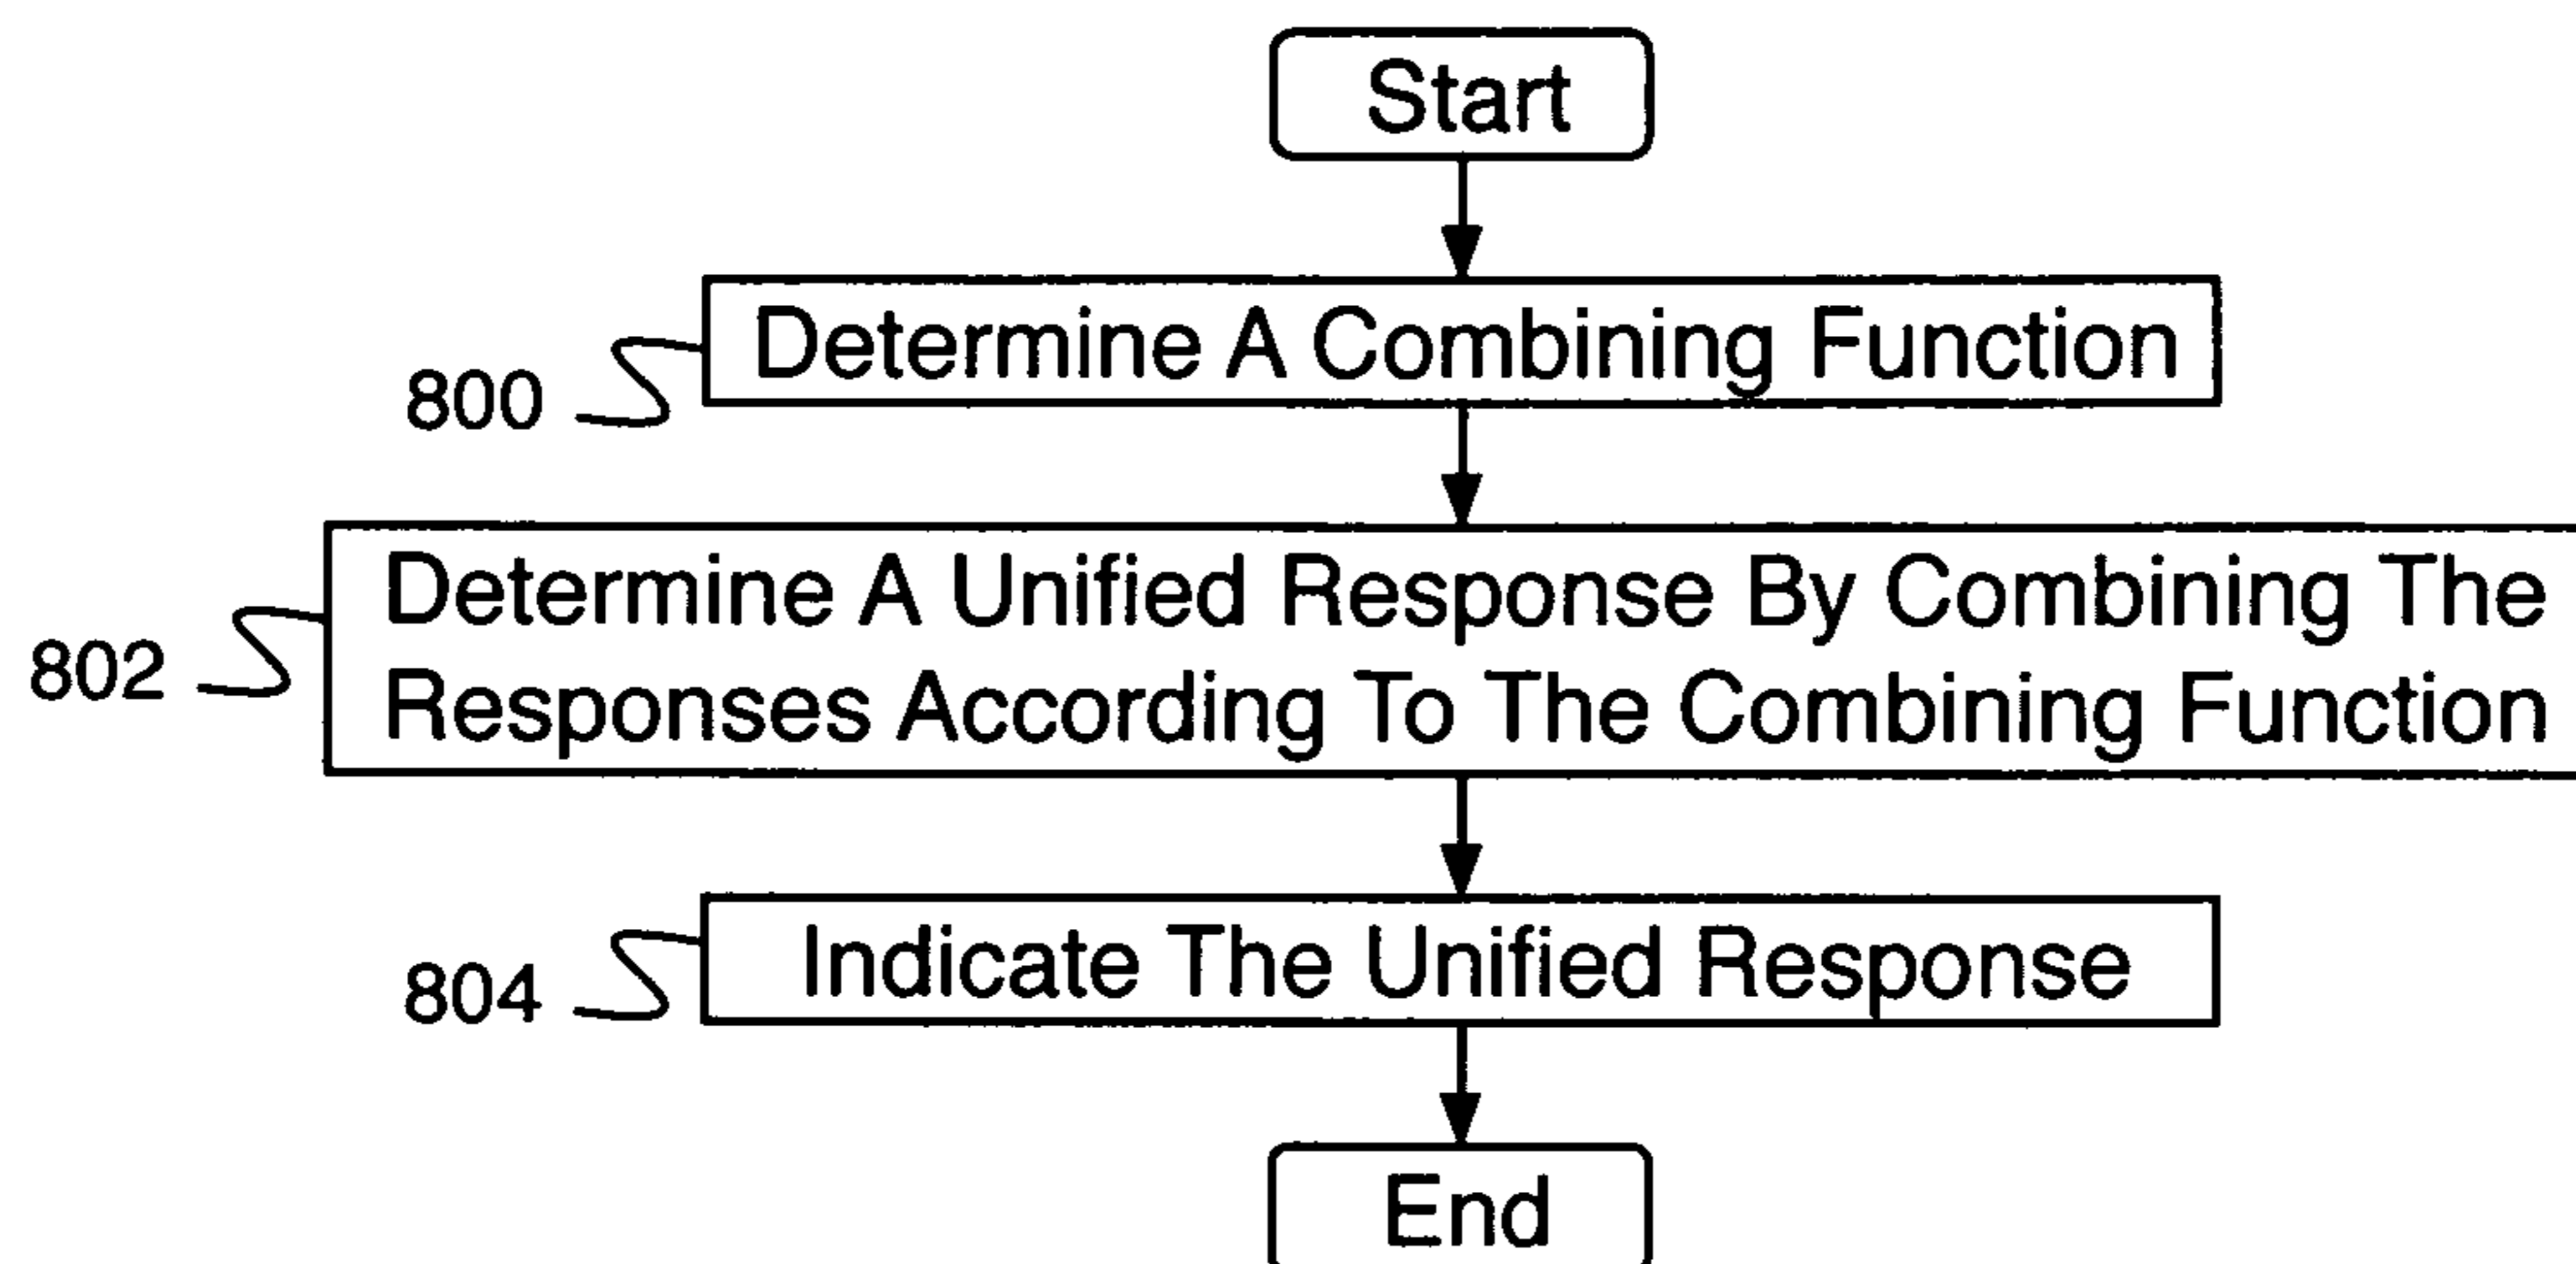 Start
Determine A Combining Function
800
Determine A Unified Response By Combining The
Responses According To The Combining Function
802
Indicate The Unified Response
804
End